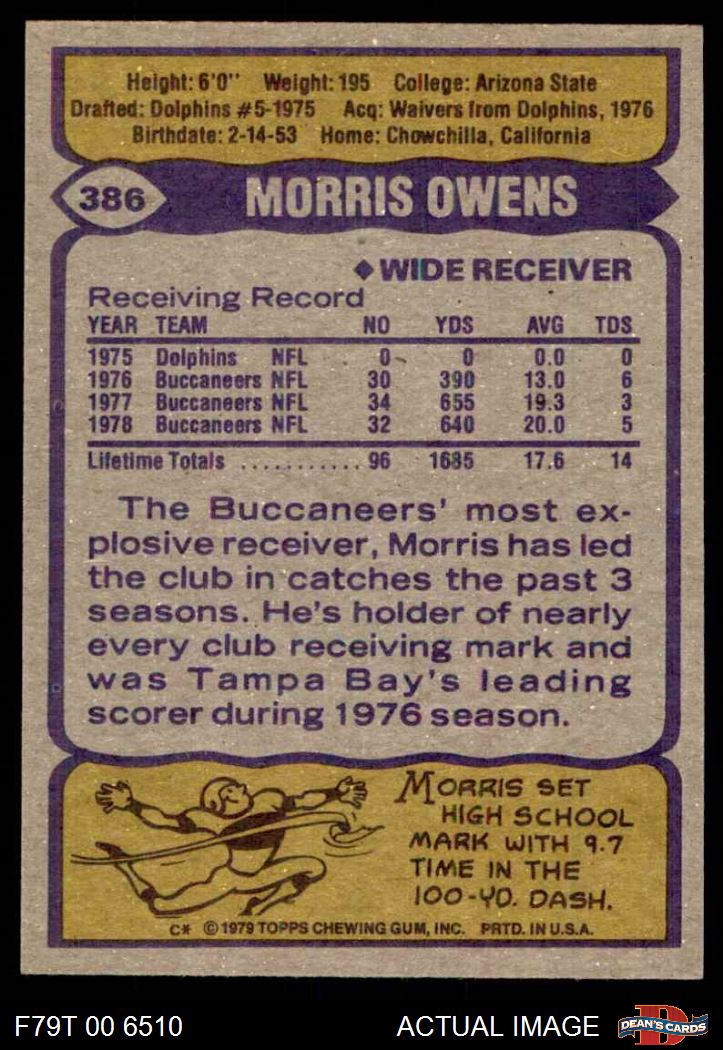 Height: 6'0'' Weight: 195 College: Arizona State
Drafted: Dolphins #5-1975 Acq: Waivers from Dolphins, 1976
Birthdate: 2-14-53 Home: Chowchilla, California
386 MORRIS OWENS
◆ WIDE RECEIVER
Receiving Record
YEAR TEAM NO YDS AVG TDS
1975 Dolphins NFL 0 0 0.0 0
1976 Buccaneers NFL 30 390 13.0 6
1977 Buccaneers NFL 34 655 19.3 3
1978 Buccaneers NFL 32 640 20.0 5
Lifetime Totals ........... 96 1685 17.6 14
The Buccaneers' most ex-
plosive receiver, Morris has led
the club in catches the past 3
seasons. He's holder of nearly
every club receiving mark and
was Tampa Bay's leading
scorer during 1976 season.
MORRIS SET
HIGH SCHOOL
MARK WITH 9.7
TIME IN THE
100-YD. DASH.
C* © 1979 TOPPS CHEWING GUM, INC. PRTD. IN U.S.A.
F79T 00 6510 ACTUAL IMAGE D DEAN'S CARDS